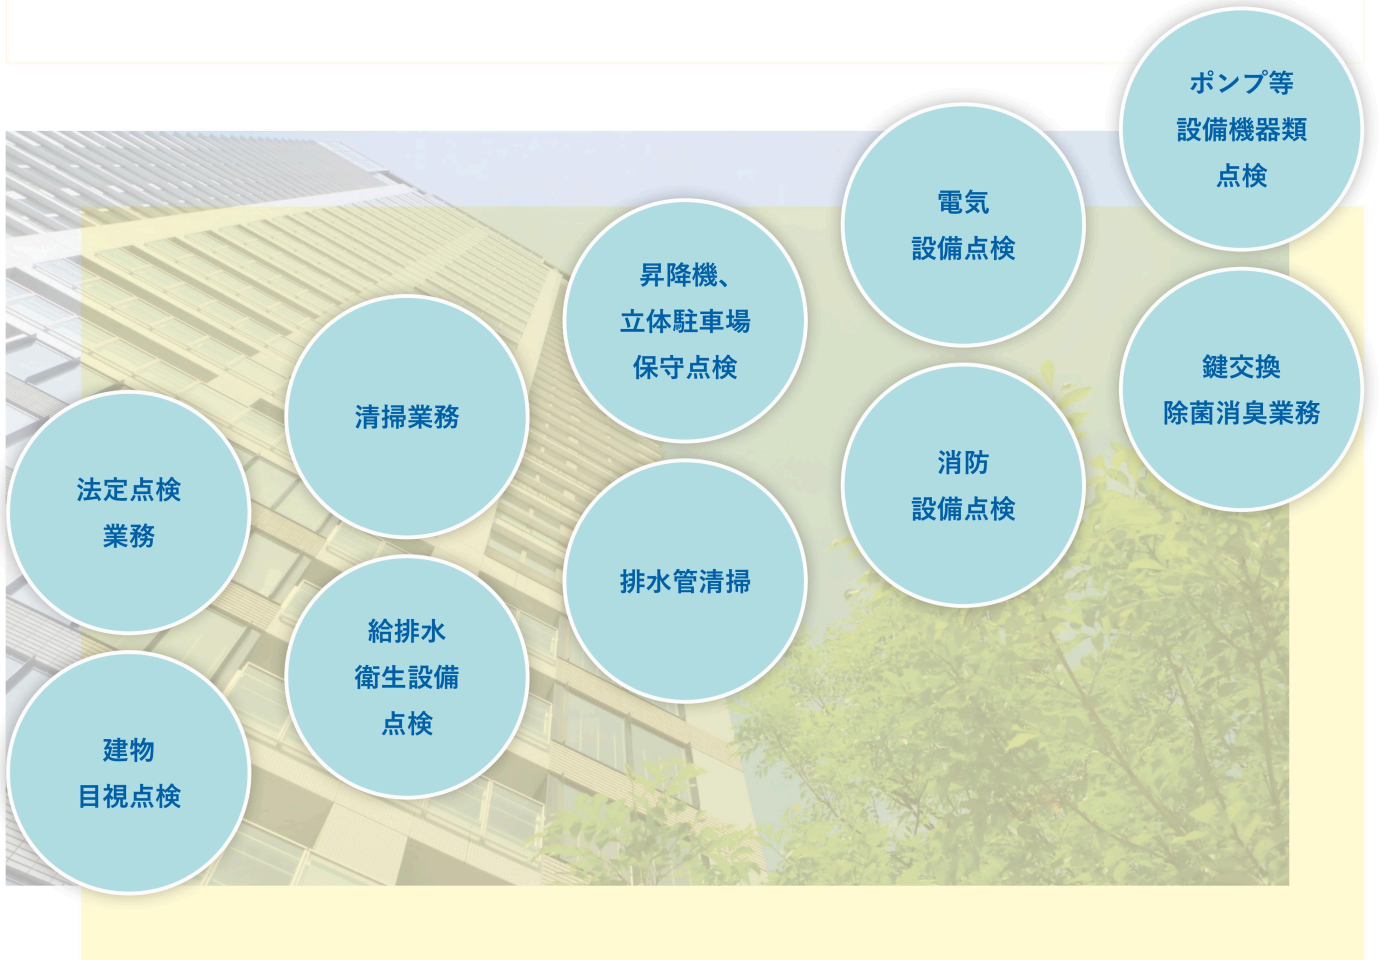 法定点検
業務
建物
目視点検
清掃業務
給排水
衛生設備
点検
昇降機、
立体駐車場
保守点検
排水管清掃
電気
設備点検
消防
設備点検
ポンプ等
設備機器類
点検
鍵交換
除菌消臭業務